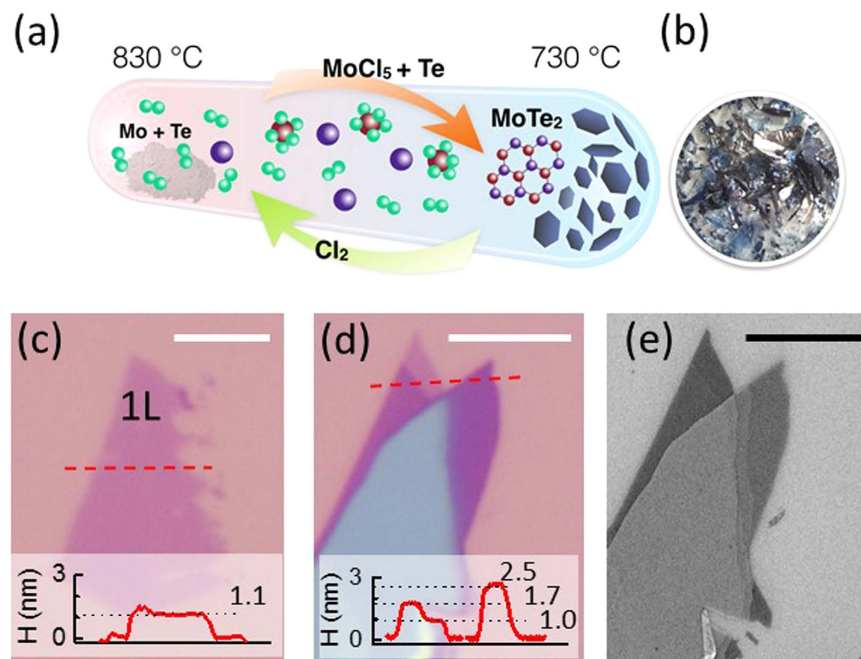 (a)
830 °C
MoCl₅ + Te
730 °C
(b)
Mo + Te
MoTe₂
Cl₂
(c)
(d)
(e)
1L
H (nm)
3
0
1.1
H (nm)
3
0
2.5
1.7
1.0